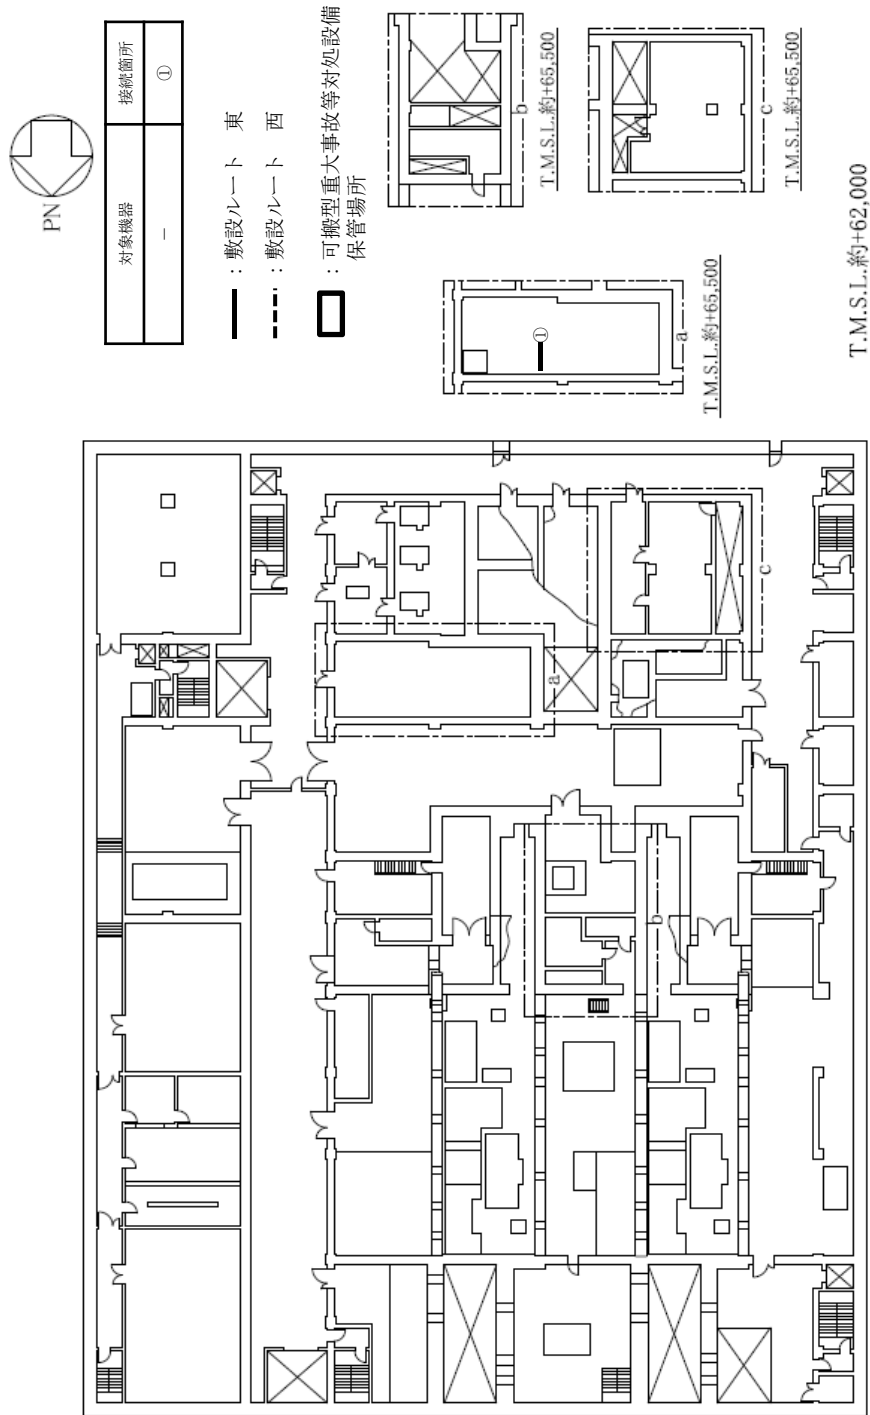 PN
対象機器 接続箇所
－ ①
：敷設ルート 東
：敷設ルート 西
：可搬型重大事故等対処設備
保管場所
b
T.M.S.L.約+65,500
c
T.M.S.L.約+65,500
①
a
T.M.S.L.約+65,500
T.M.S.L.約+62,000
a
b
c